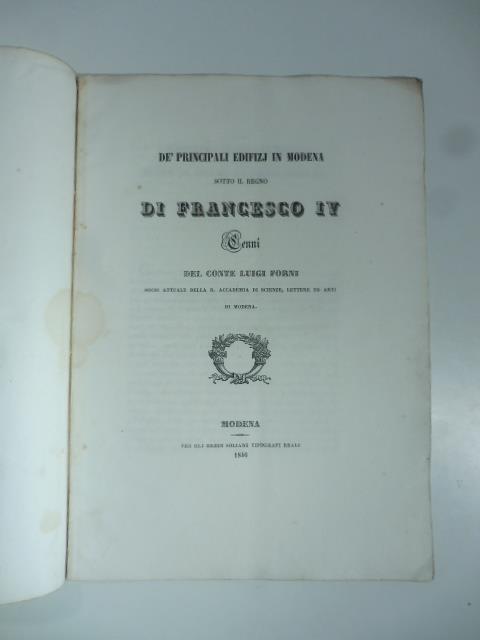 DE' PRINCIPALI EDIFIZJ IN MODENA
SOTTO IL REGNO
DI FRANCESCO IV
Cenni
DEL CONTE LUIGI FORNI
SOCIO ATTUALE DELLA R. ACCADEMIA DI SCIENZE, LETTERE ED ARTI
DI MODENA.
MODENA
PER GLI EREDI SOLIANI TIPOGRAFI REALI
1846